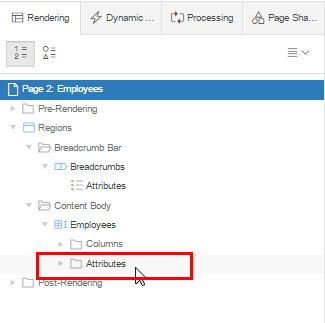 Rendering
Dynamic ...
Processing
Page Sha...
Page 2: Employees
Pre-Rendering
Regions
Breadcrumb Bar
Breadcrumbs
Attributes
Content Body
Employees
Columns
Attributes
Post-Rendering